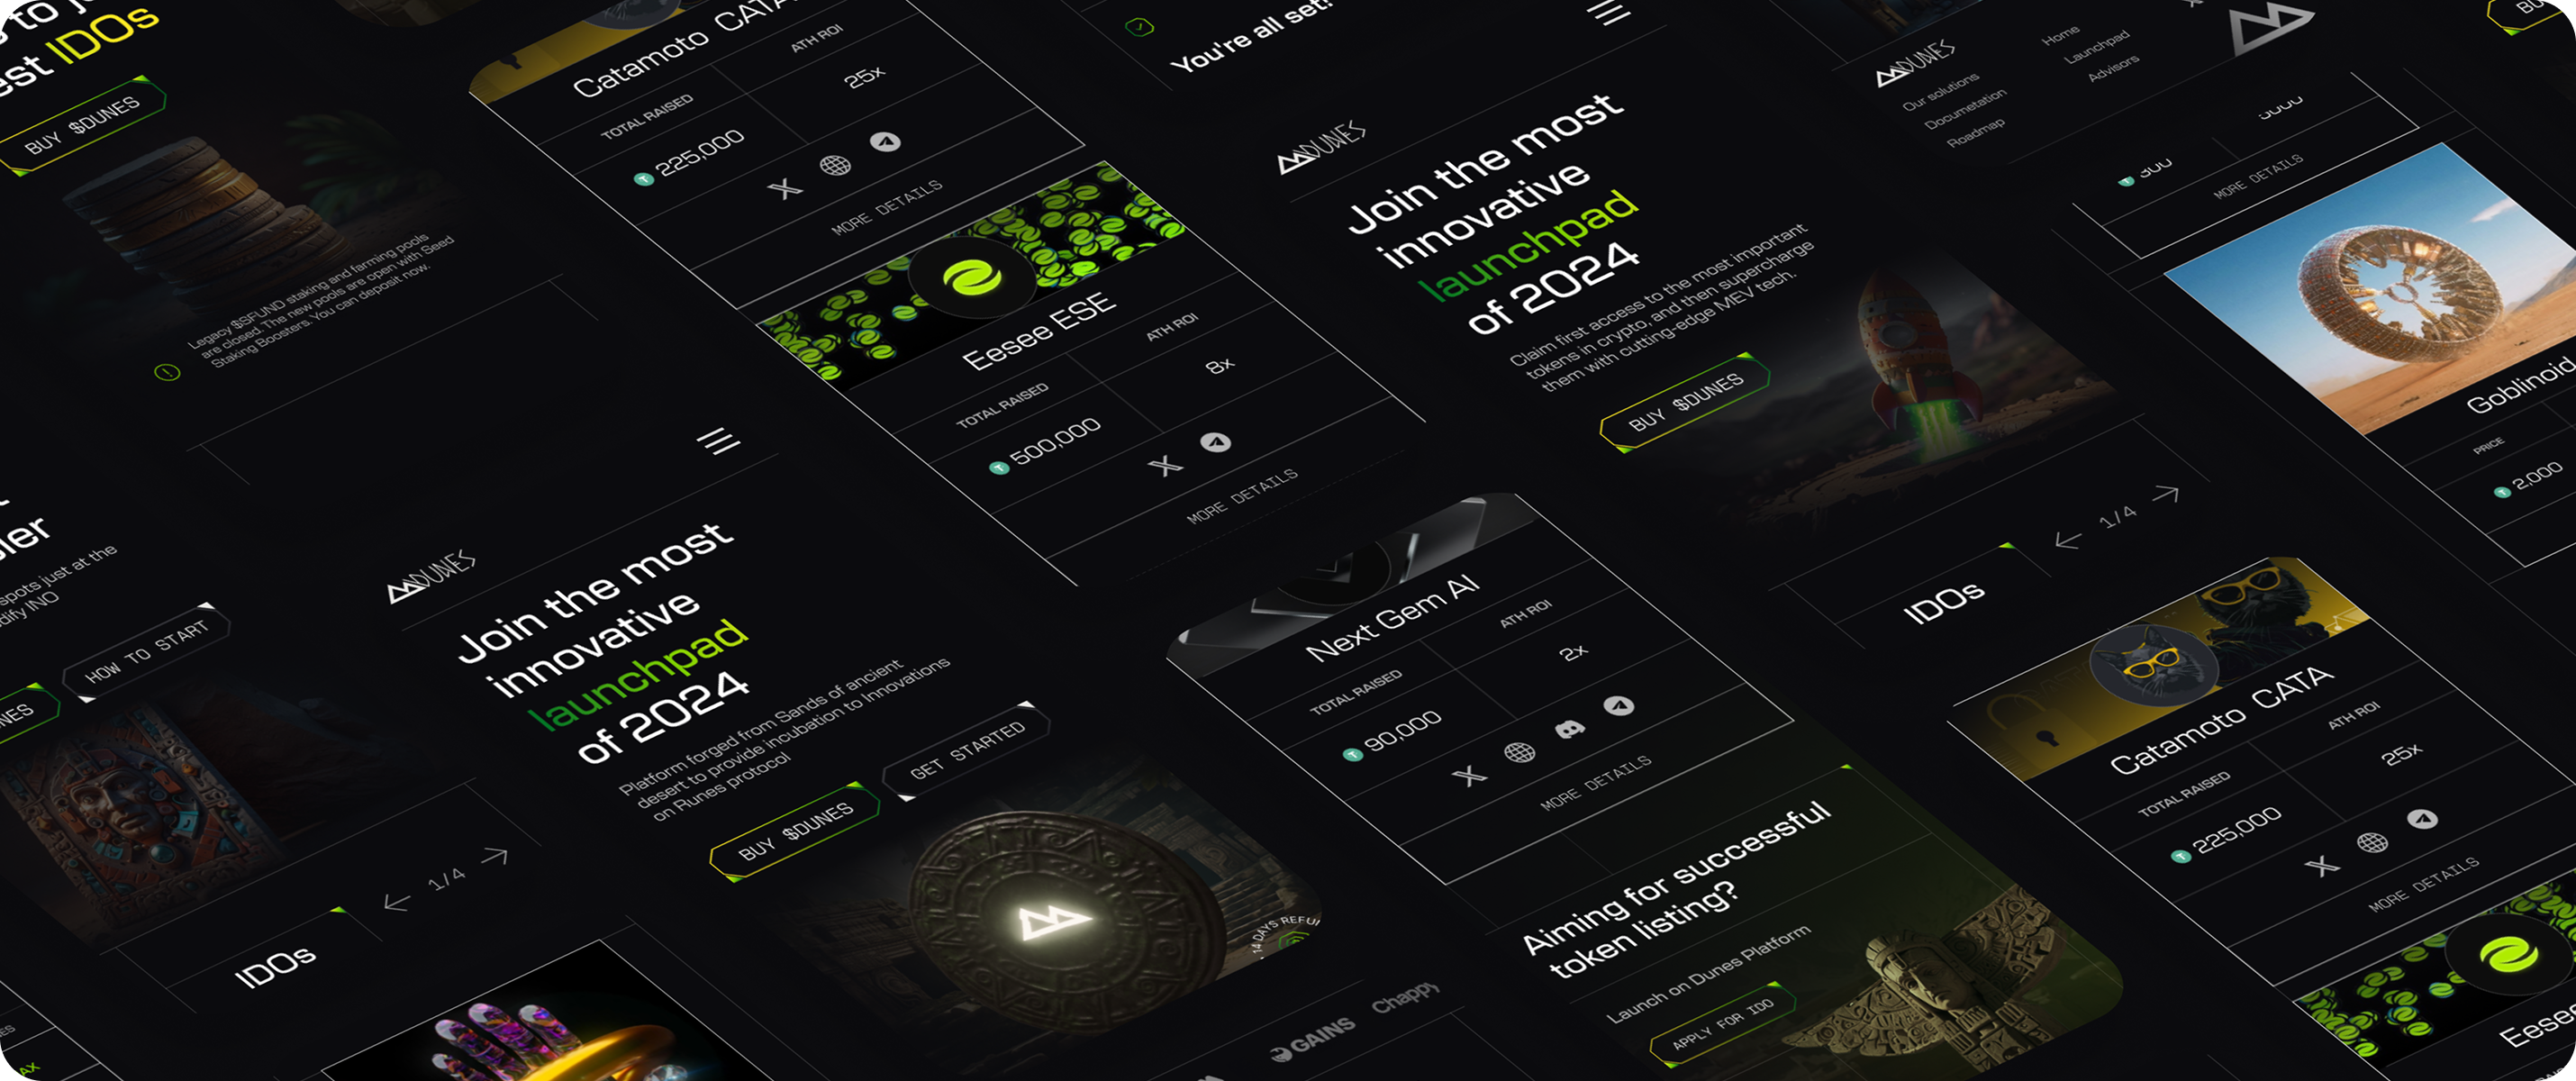 to
est IDOs
BUY $DUNES
Legacy $SFUND staking and farming pools
are closed. The new pools are open with Seed
Staking Boosters. You can deposit now.
spots just at the
HOW TO START
1/4
IDOs
Catamoto CATA
TOTAL RAISED
ATH ROI
225,000
25x
MORE DETAILS
Eesee ESE
TOTAL RAISED
ATH ROI
500,000
8x
MORE DETAILS
DUNES
Join the most
innovative
launchpad
of 2024
Platform forged from Sands of ancient
desert to provide incubation to Innovations
on Runes protocol
BUY $DUNES
GET STARTED
14 DAYS REFU
GAINS
Chappy
You're all set!
DUNES
Join the most
innovative
launchpad
of 2024
Claim first access to the most important
tokens in crypto, and then supercharge
them with cutting-edge MEV tech.
BUY $DUNES
1/4
IDOs
Next Gem AI
TOTAL RAISED
ATH ROI
90,000
2x
MORE DETAILS
Aiming for successful
token listing?
Launch on Dunes Platform
APPLY FOR IDO
Catamoto CATA
TOTAL RAISED
ATH ROI
225,000
25x
MORE DETAILS
Eesee
DUNES
Our solutions
Documetation
Roadmap
Home
Launchpad
Advisors
MORE DETAILS
Goblinoid
PRICE
2,000